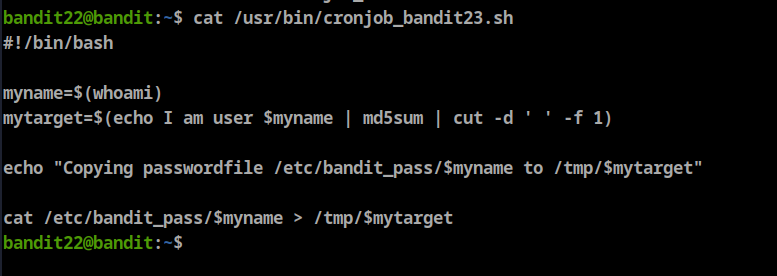 bandit22@bandit:~$ cat /usr/bin/cronjob_bandit23.sh
#!/bin/bash
myname=$(whoami)
mytarget=$(echo I am user $myname | md5sum | cut -d ' ' -f 1)
echo "Copying passwordfile /etc/bandit_pass/$myname to /tmp/$mytarget"
cat /etc/bandit_pass/$myname > /tmp/$mytarget
bandit22@bandit:~$